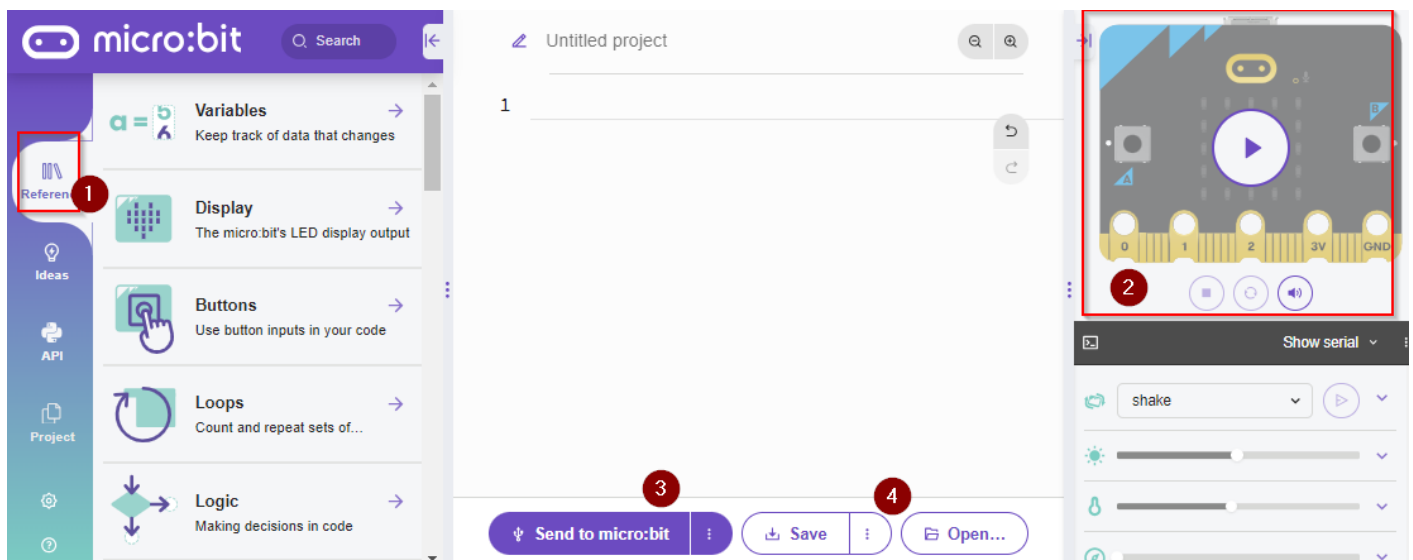 micro:bit
Search
Reference
1
Ideas
API
Project
a = 5 6
Variables
Keep track of data that changes
Display
The micro:bit's LED display output
Buttons
Use button inputs in your code
Loops
Count and repeat sets of...
Logic
Making decisions in code
Untitled project
1
3
4
Send to micro:bit
Save
Open...
A
B
0 1 2 3V GND
2
Show serial
shake